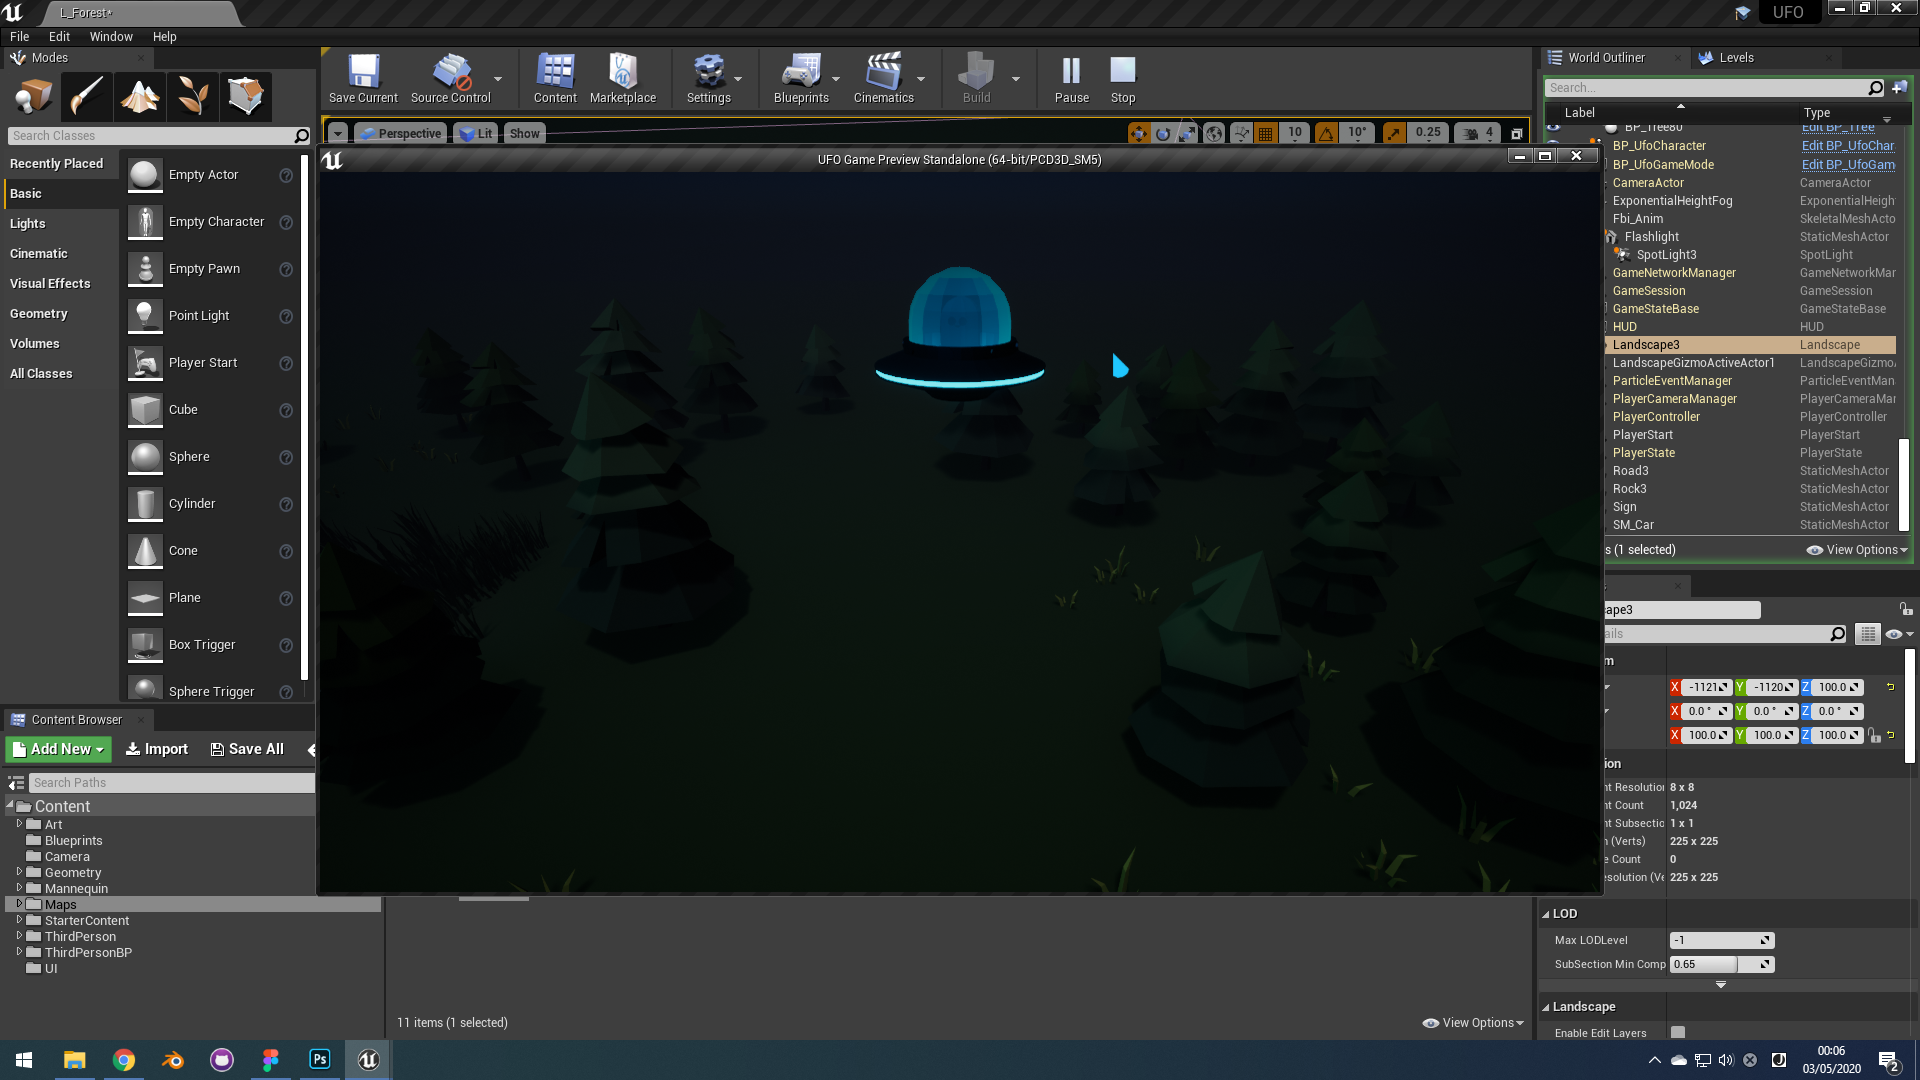 L_Forest*
UFO
File Edit Window Help
Modes
Search Classes
Recently Placed
Basic
Lights
Cinematic
Visual Effects
Geometry
Volumes
All Classes
Empty Actor
Empty Character
Empty Pawn
Point Light
Player Start
Cube
Sphere
Cylinder
Cone
Plane
Box Trigger
Sphere Trigger
Save Current
Source Control
Content
Marketplace
Settings
Blueprints
Cinematics
Build
Pause
Stop
Perspective Lit Show
10 10° 0.25 4
UFO Game Preview Standalone (64-bit/PCD3D_SM5)
World Outliner Levels
Search...
Label Type
BP_Tree80 Edit BP_Tree
BP_UfoCharacter Edit BP_UfoChar
BP_UfoGameMode Edit BP_UfoGam
CameraActor CameraActor
ExponentialHeightFog ExponentialHeight
Fbi_Anim SkeletalMeshActo
Flashlight StaticMeshActor
SpotLight3 SpotLight
GameNetworkManager GameNetworkMar
GameSession GameSession
GameStateBase GameStateBase
HUD HUD
Landscape3 Landscape
LandscapeGizmoActiveActor1 LandscapeGizmo
ParticleEventManager ParticleEventMan
PlayerCameraManager PlayerCameraMar
PlayerController PlayerController
PlayerStart PlayerStart
PlayerState PlayerState
Road3 StaticMeshActor
Rock3 StaticMeshActor
Sign StaticMeshActor
SM_Car StaticMeshActor
s (1 selected) View Options
ape3
ails
m
X -1121 Y -1120 Z 100.0
X 0.0 ° Y 0.0 ° Z 0.0 °
X 100.0 Y 100.0 Z 100.0
ion
nt Resolution 8 x 8
nt Count 1,024
nt Subsectic 1 x 1
n (Verts) 225 x 225
e Count 0
esolution (Ve 225 x 225
LOD
Max LODLevel -1
SubSection Min Comp 0.65
Landscape
Enable Edit Layers
Content Browser
Add New Import Save All
Search Paths
Content
Art
Blueprints
Camera
Geometry
Mannequin
Maps
StarterContent
ThirdPerson
ThirdPersonBP
UI
11 items (1 selected) View Options
Ps
00:06
03/05/2020
2